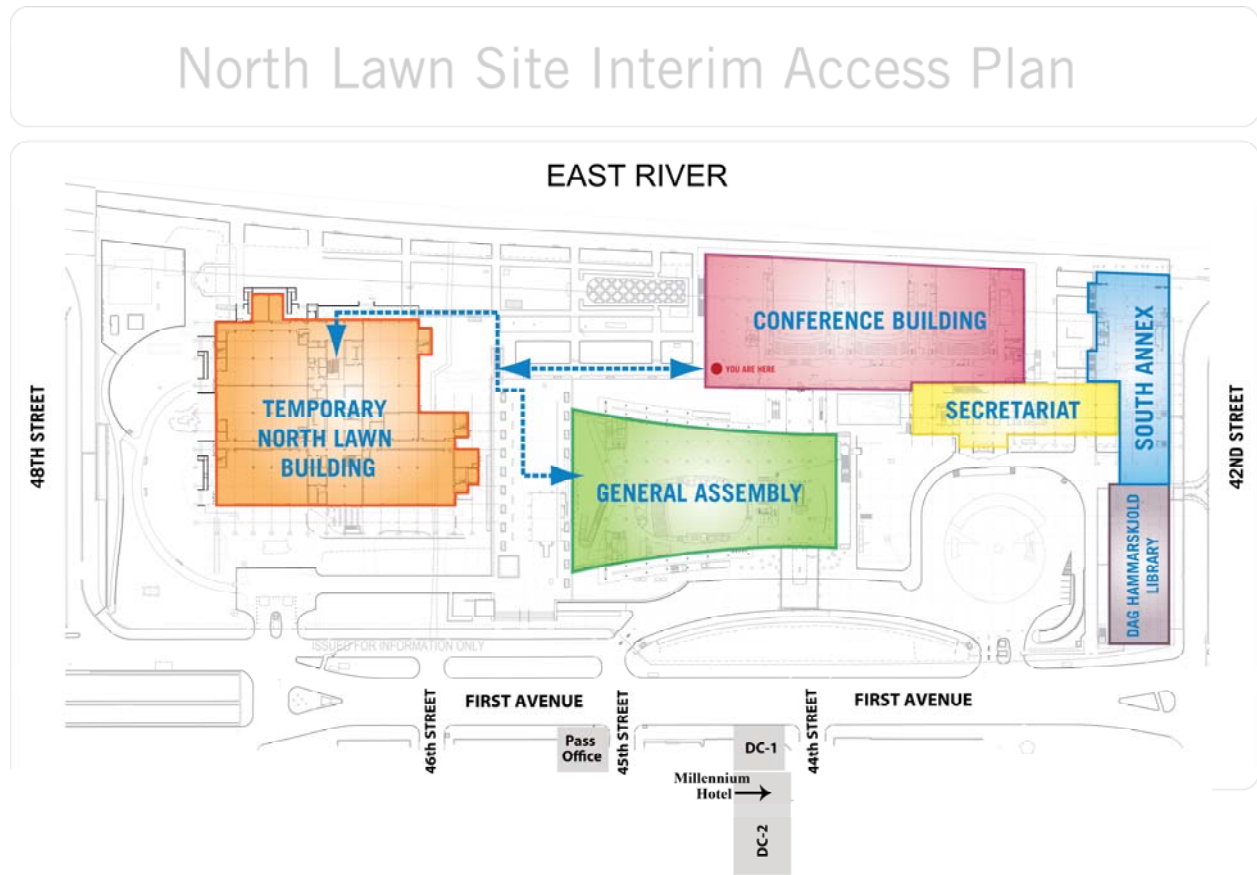 North Lawn Site Interim Access Plan
EAST RIVER
CONFERENCE BUILDING
YOU ARE HERE
SOUTH ANNEX
SECRETARIAT
TEMPORARY
NORTH LAWN
BUILDING
GENERAL ASSEMBLY
48TH STREET
42ND STREET
DAG HAMMARSKJOLD
LIBRARY
ISSUED FOR INFORMATION ONLY
FIRST AVENUE
FIRST AVENUE
46th STREET
45th STREET
44th STREET
Pass
Office
DC-1
Millennium
Hotel
DC-2